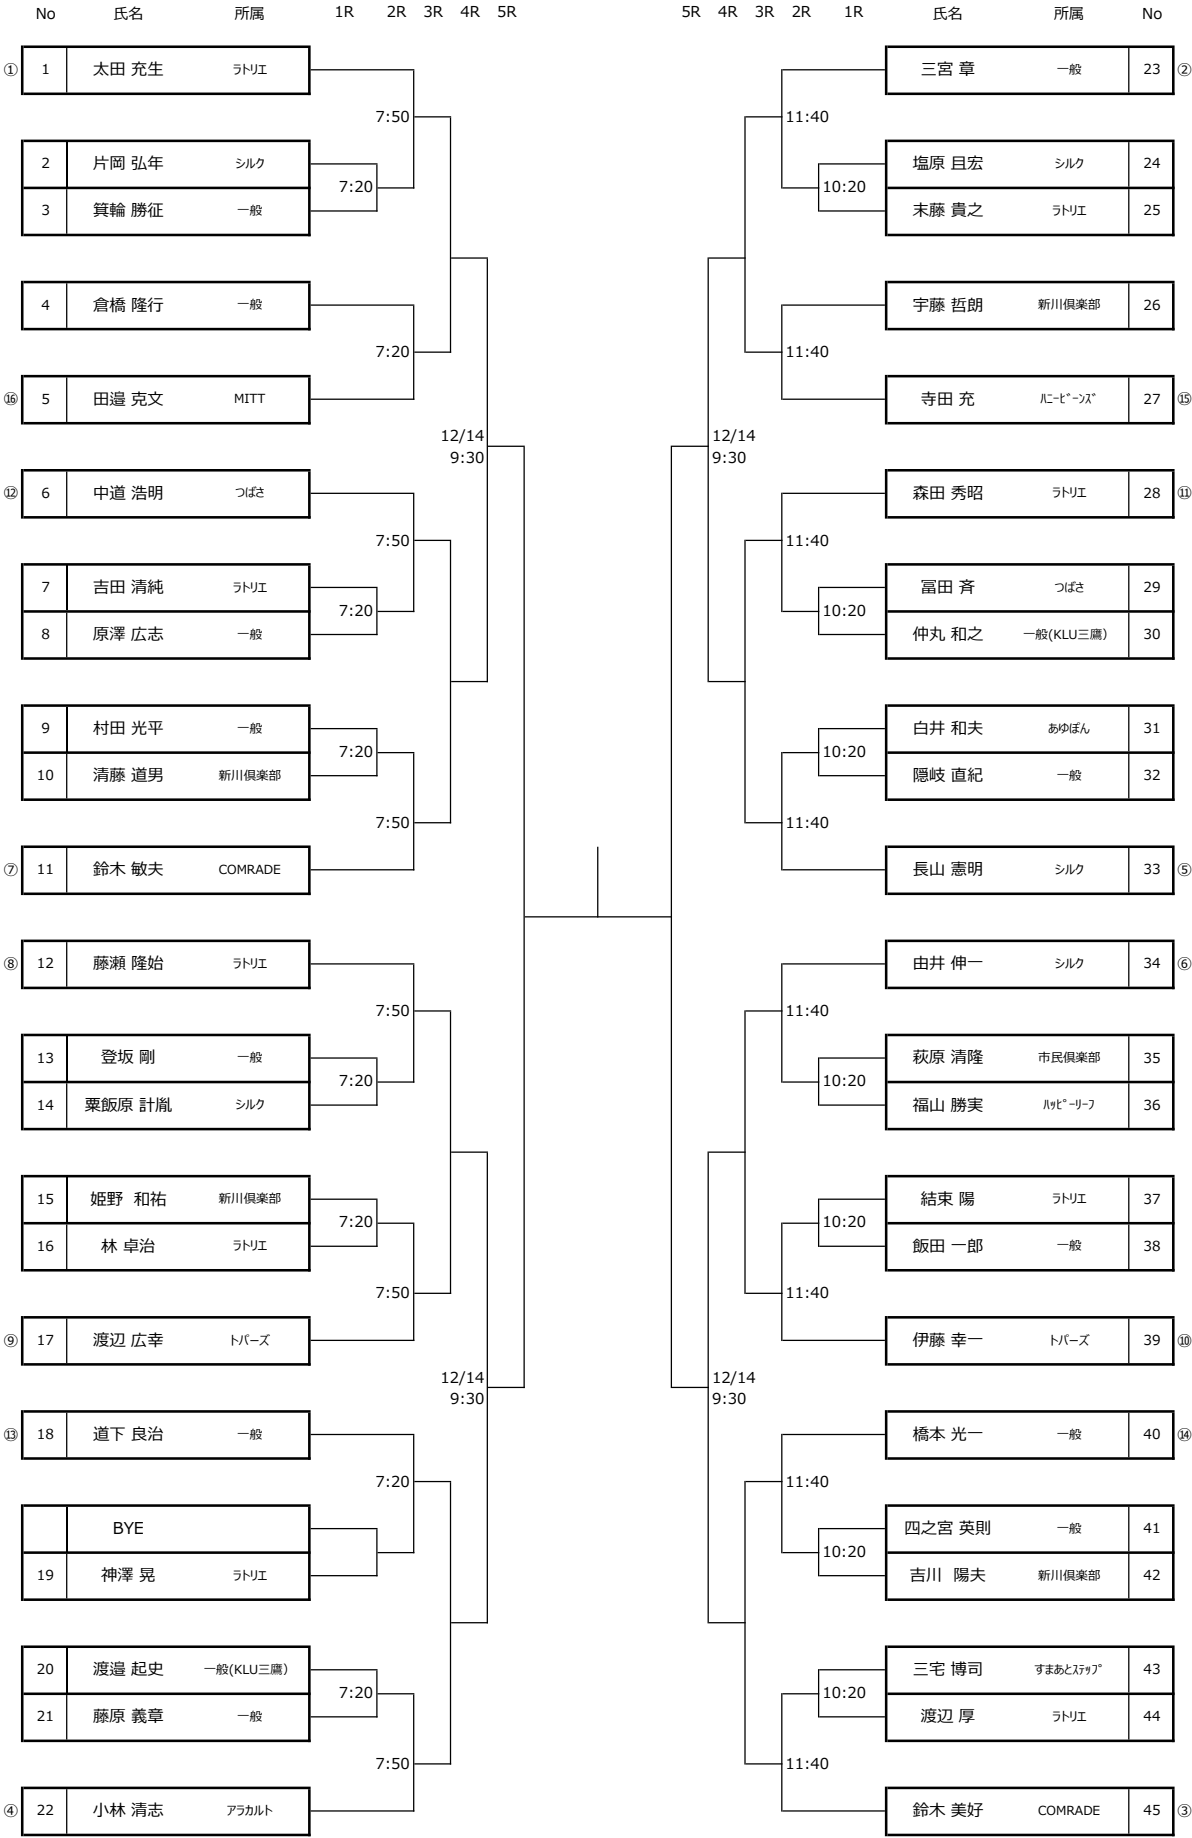 No 氏名 所属 1R 2R 3R 4R 5R 5R 4R 3R 2R 1R 氏名 所属 No
① 1 太田 充生 ラトリエ 三宮 章 一般 23 ②
7:50 11:40
2 片岡 弘年 シルク 塩原 且宏 シルク 24
7:20 10:20
3 箕輪 勝征 一般 末藤 貴之 ラトリエ 25
4 倉橋 隆行 一般 宇藤 哲朗 新川倶楽部 26
7:20 11:40
⑯ 5 田邉 克文 MITT 寺田 充 ﾊﾆｰﾋﾞｰﾝｽﾞ 27 ⑮
12/14 12/14
9:30 9:30
⑫ 6 中道 浩明 つばさ 森田 秀昭 ラトリエ 28 ⑪
7:50 11:40
7 吉田 清純 ラトリエ 冨田 斉 つばさ 29
7:20 10:20
8 原澤 広志 一般 仲丸 和之 一般(KLU三鷹) 30
9 村田 光平 一般 白井 和夫 あゆぽん 31
7:20 10:20
10 清藤 道男 新川倶楽部 隠岐 直紀 一般 32
7:50 11:40
⑦ 11 鈴木 敏夫 COMRADE 長山 憲明 シルク 33 ⑤
⑧ 12 藤瀬 隆始 ラトリエ 由井 伸一 シルク 34 ⑥
7:50 11:40
13 登坂 剛 一般 萩原 清隆 市民倶楽部 35
7:20 10:20
14 粟飯原 計胤 シルク 福山 勝実 ﾊｯﾋﾟｰﾘｰﾌ 36
15 姫野 和祐 新川倶楽部 結束 陽 ラトリエ 37
7:20 10:20
16 林 卓治 ラトリエ 飯田 一郎 一般 38
7:50 11:40
⑨ 17 渡辺 広幸 トパーズ 伊藤 幸一 トパーズ 39 ⑩
12/14 12/14
9:30 9:30
⑬ 18 道下 良治 一般 橋本 光一 一般 40 ⑭
7:20 11:40
BYE 四之宮 英則 一般 41
10:20
19 神澤 晃 ラトリエ 吉川 陽夫 新川倶楽部 42
20 渡邉 起史 一般(KLU三鷹) 三宅 博司 すまあとｽﾃｯﾌﾟ 43
7:20 10:20
21 藤原 義章 一般 渡辺 厚 ラトリエ 44
7:50 11:40
④ 22 小林 清志 アラカルト 鈴木 美好 COMRADE 45 ③